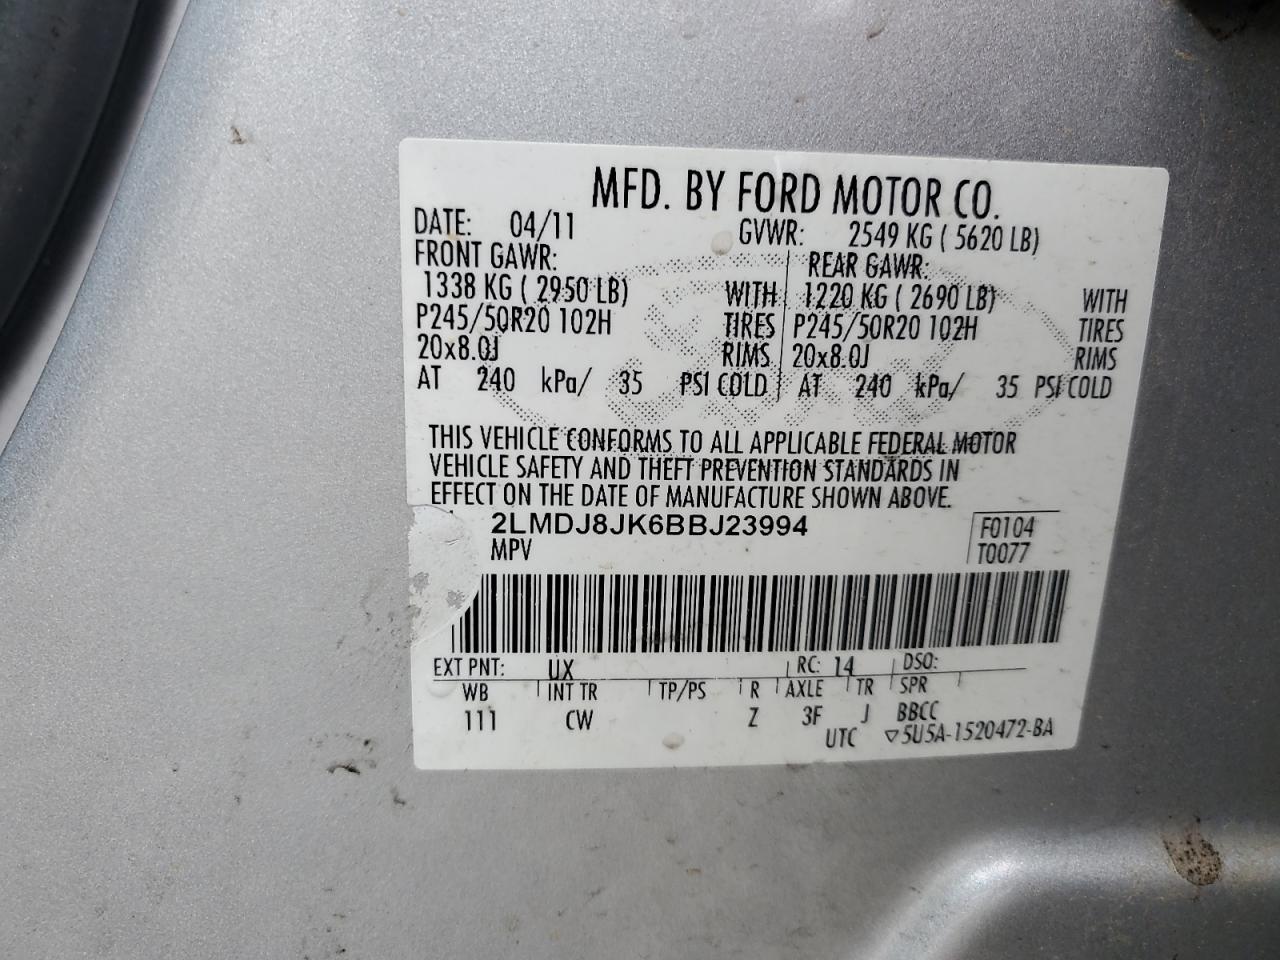 MFD. BY FORD MOTOR CO.
DATE: 04/11 GVWR: 2549 KG ( 5620 LB)
FRONT GAWR: REAR GAWR:
1338 KG ( 2950 LB) WITH 1220 KG ( 2690 LB) WITH
P245/50R20 102H TIRES P245/50R20 102H TIRES
20x8.0J RIMS 20x8.0J RIMS
AT 240 kPa/ 35 PSI COLD AT 240 kPa/ 35 PSI COLD
THIS VEHICLE CONFORMS TO ALL APPLICABLE FEDERAL MOTOR
VEHICLE SAFETY AND THEFT PREVENTION STANDARDS IN
EFFECT ON THE DATE OF MANUFACTURE SHOWN ABOVE.
2LMDJ8JK6BBJ23994 F0104
MPV T0077
EXT PNT: UX RC: 14 DSO:
WB INT TR TP/PS R AXLE TR SPR
111 CW Z 3F J BBCC
UTC ▽5U5A-1520472-BA